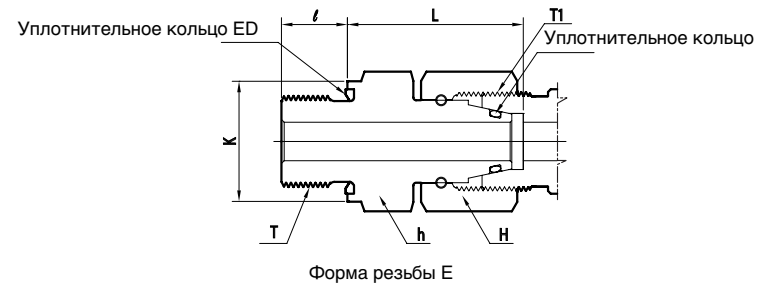 ℓ
L
T1
Уплотнительное кольцо ED
Уплотнительное кольцо
K
T
h
H
Форма резьбы E